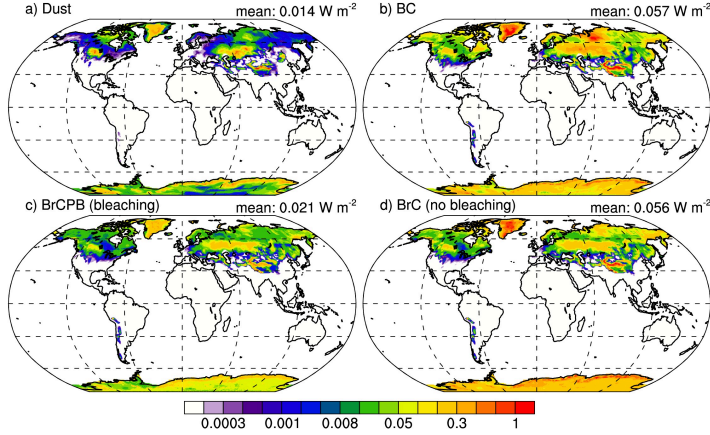 a) Dust mean: 0.014 W m-2
b) BC mean: 0.057 W m-2
c) BrCPB (bleaching) mean: 0.021 W m-2
d) BrC (no bleaching) mean: 0.056 W m-2
0.0003 0.001 0.008 0.05 0.3 1